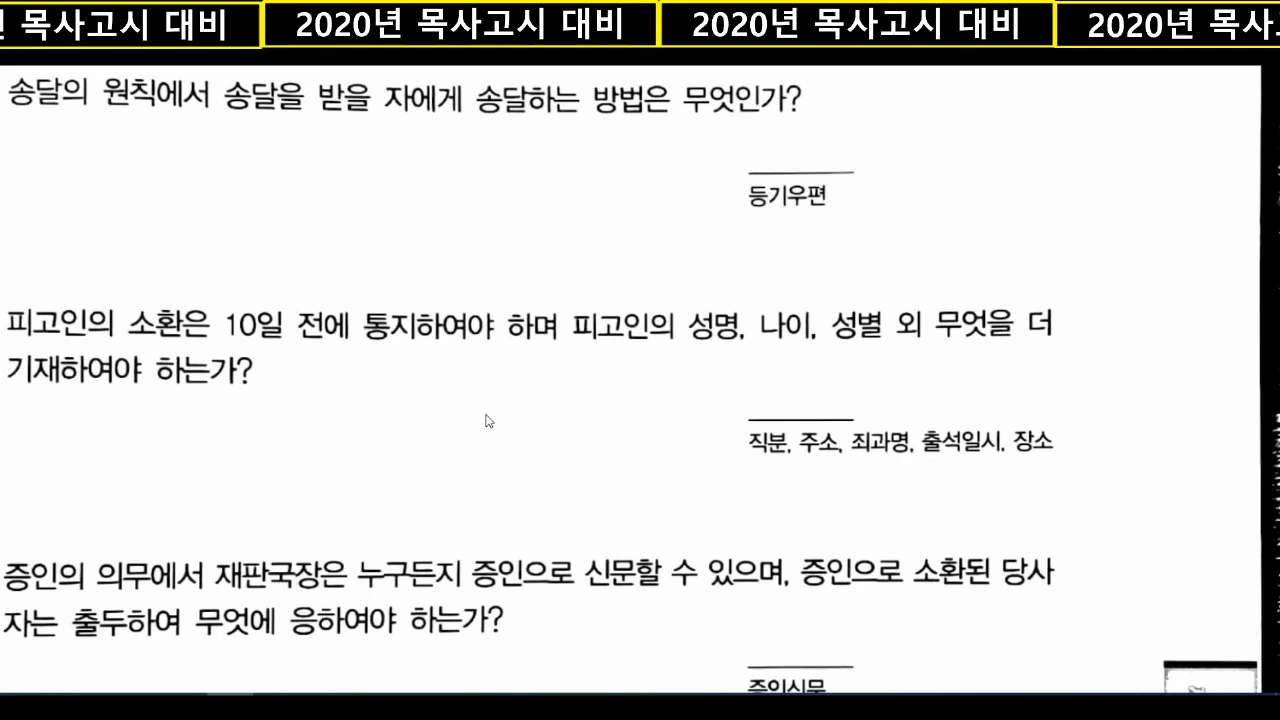 년 목사고시 대비 2020년 목사고시 대비 2020년 목사고시 대비 2020년 목사고
송달의 원칙에서 송달을 받을 자에게 송달하는 방법은 무엇인가?
등기우편
피고인의 소환은 10일 전에 통지하여야 하며 피고인의 성명, 나이, 성별 외 무엇을 더
기재하여야 하는가?
직분, 주소, 죄과명, 출석일시, 장소
증인의 의무에서 재판국장은 누구든지 증인으로 신문할 수 있으며, 증인으로 소환된 당사
자는 출두하여 무엇에 응하여야 하는가?
증인신문